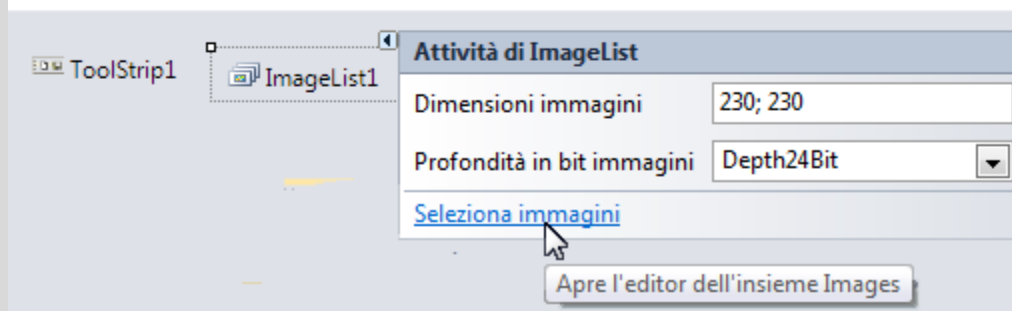 ToolStrip1
ImageList1
Attività di ImageList
Dimensioni immagini 230; 230
Profondità in bit immagini Depth24Bit
Seleziona immagini
Apre l'editor dell'insieme Images